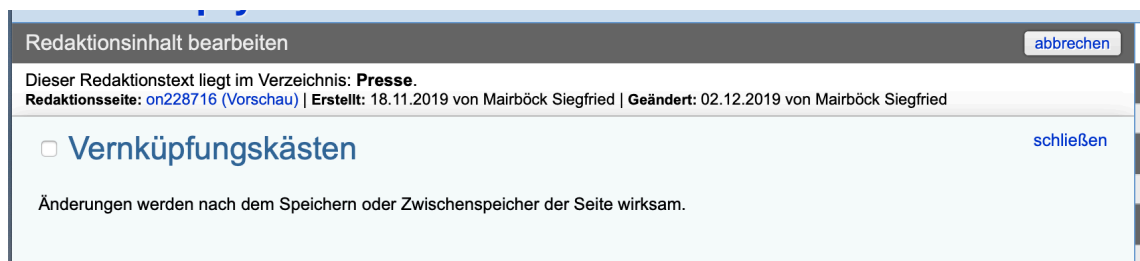 Redaktionsinhalt bearbeiten abbrechen
Dieser Redaktionstext liegt im Verzeichnis: Presse.
Redaktionsseite: on228716 (Vorschau) | Erstellt: 18.11.2019 von Mairböck Siegfried | Geändert: 02.12.2019 von Mairböck Siegfried
Vernküpfungskästen schließen
Änderungen werden nach dem Speichern oder Zwischenspeicher der Seite wirksam.